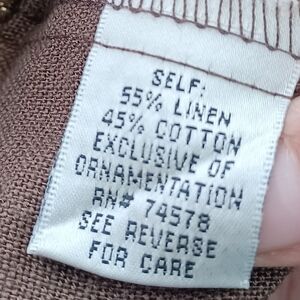 SELF:
55% LINEN
45% COTTON
EXCLUSIVE OF
ORNAMENTATION
RN# 74578
SEE REVERSE
FOR CARE